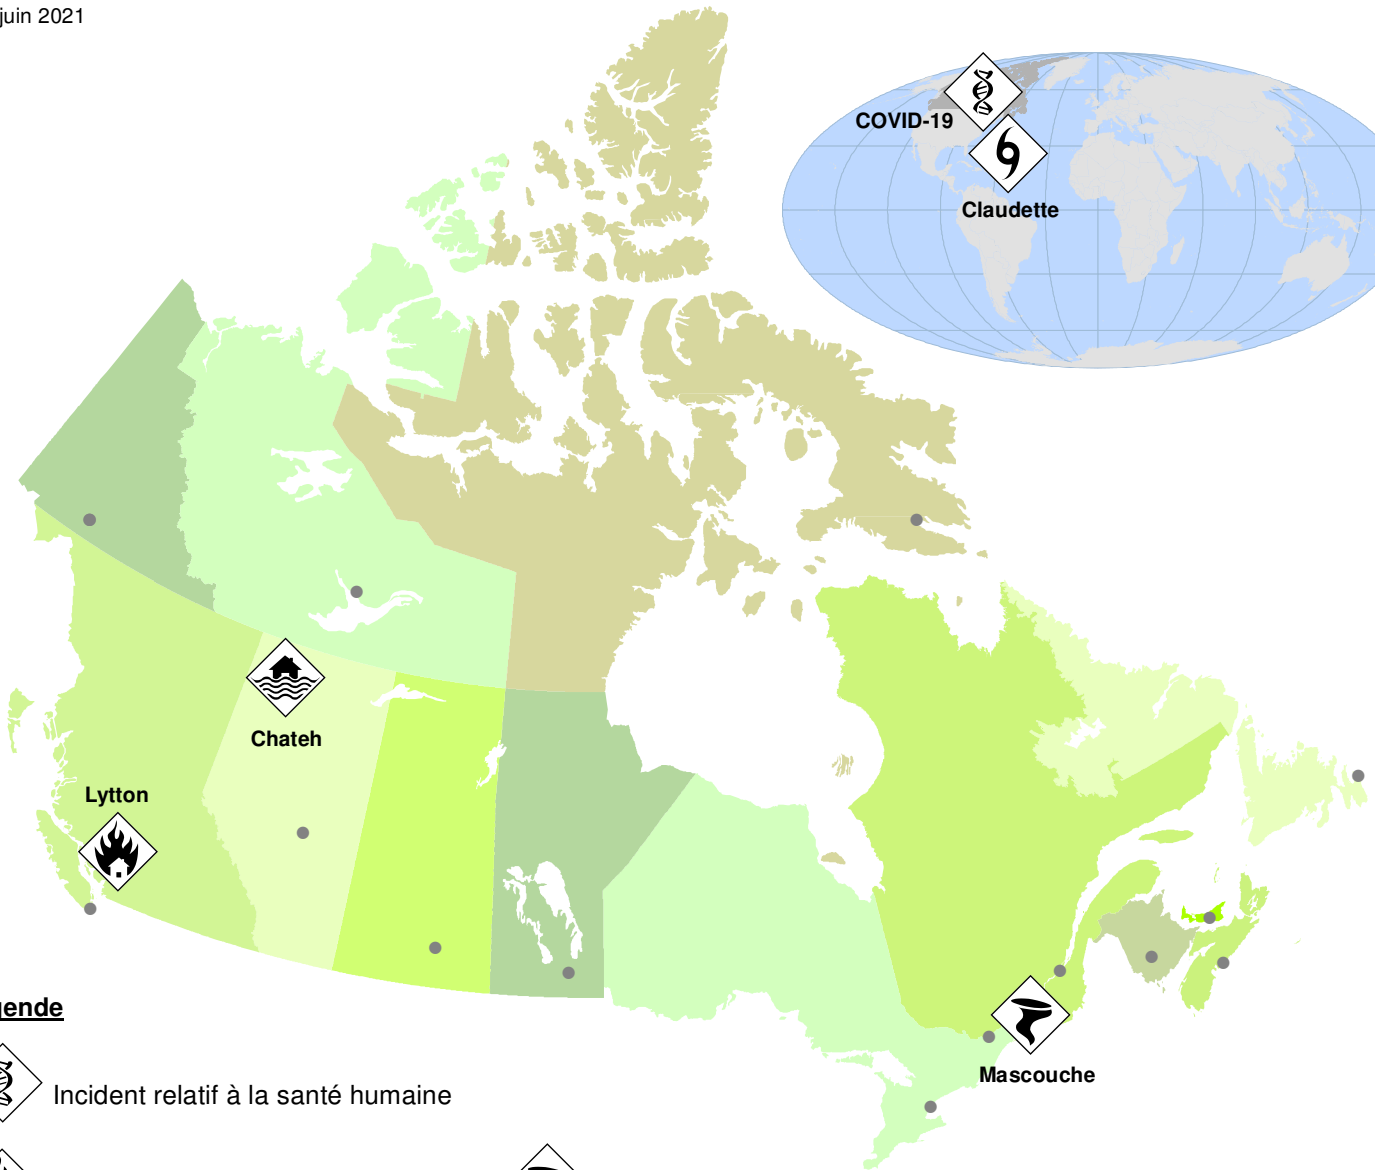 juin 2021
COVID-19
Claudette
Chateh
Lytton
Mascouche
gende
Incident relatif à la santé humaine